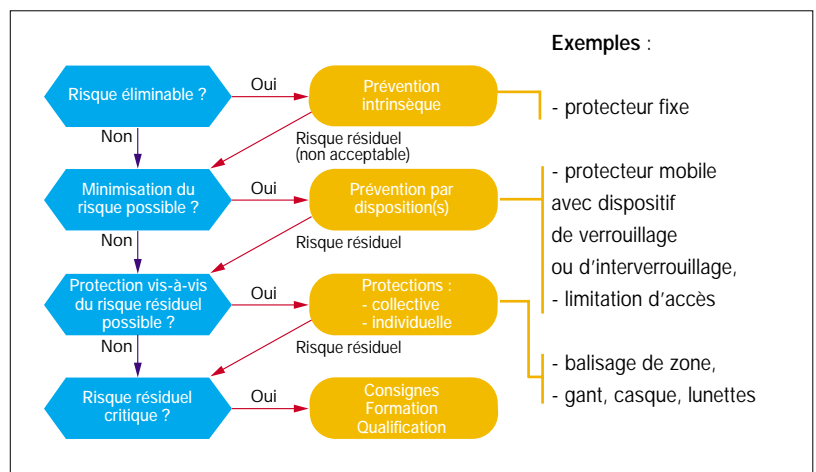 Exemples :
Risque éliminable ?
Oui
Prévention
intrinsèque
- protecteur fixe
Non
Risque résiduel
(non acceptable)
Minimisation du
risque possible ?
Oui
Prévention par
disposition(s)
- protecteur mobile
avec dispositif
de verrouillage
ou d'interverrouillage,
- limitation d'accès
Non
Risque résiduel
Protection vis-à-vis
du risque résiduel
possible ?
Oui
Protections :
- collective
- individuelle
Non
Risque résiduel
- balisage de zone,
- gant, casque, lunettes
Risque résiduel
critique ?
Oui
Consignes
Formation
Qualification